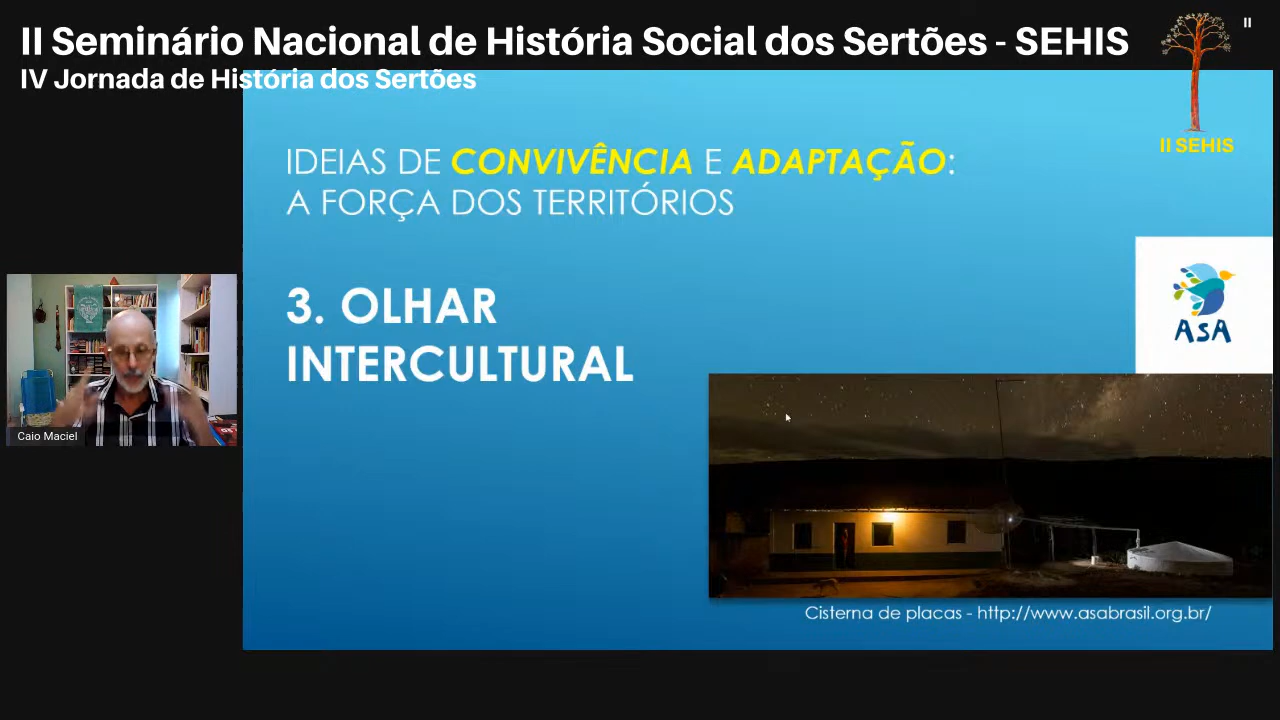 II Seminário Nacional de História Social dos Sertões - SEHIS
IV Jornada de História dos Sertões
II
II SEHIS
IDEIAS DE CONVIVÊNCIA E ADAPTAÇÃO:
A FORÇA DOS TERRITÓRIOS
3. OLHAR
INTERCULTURAL
ASA
Caio Maciel
Cisterna de placas - http://www.asabrasil.org.br/